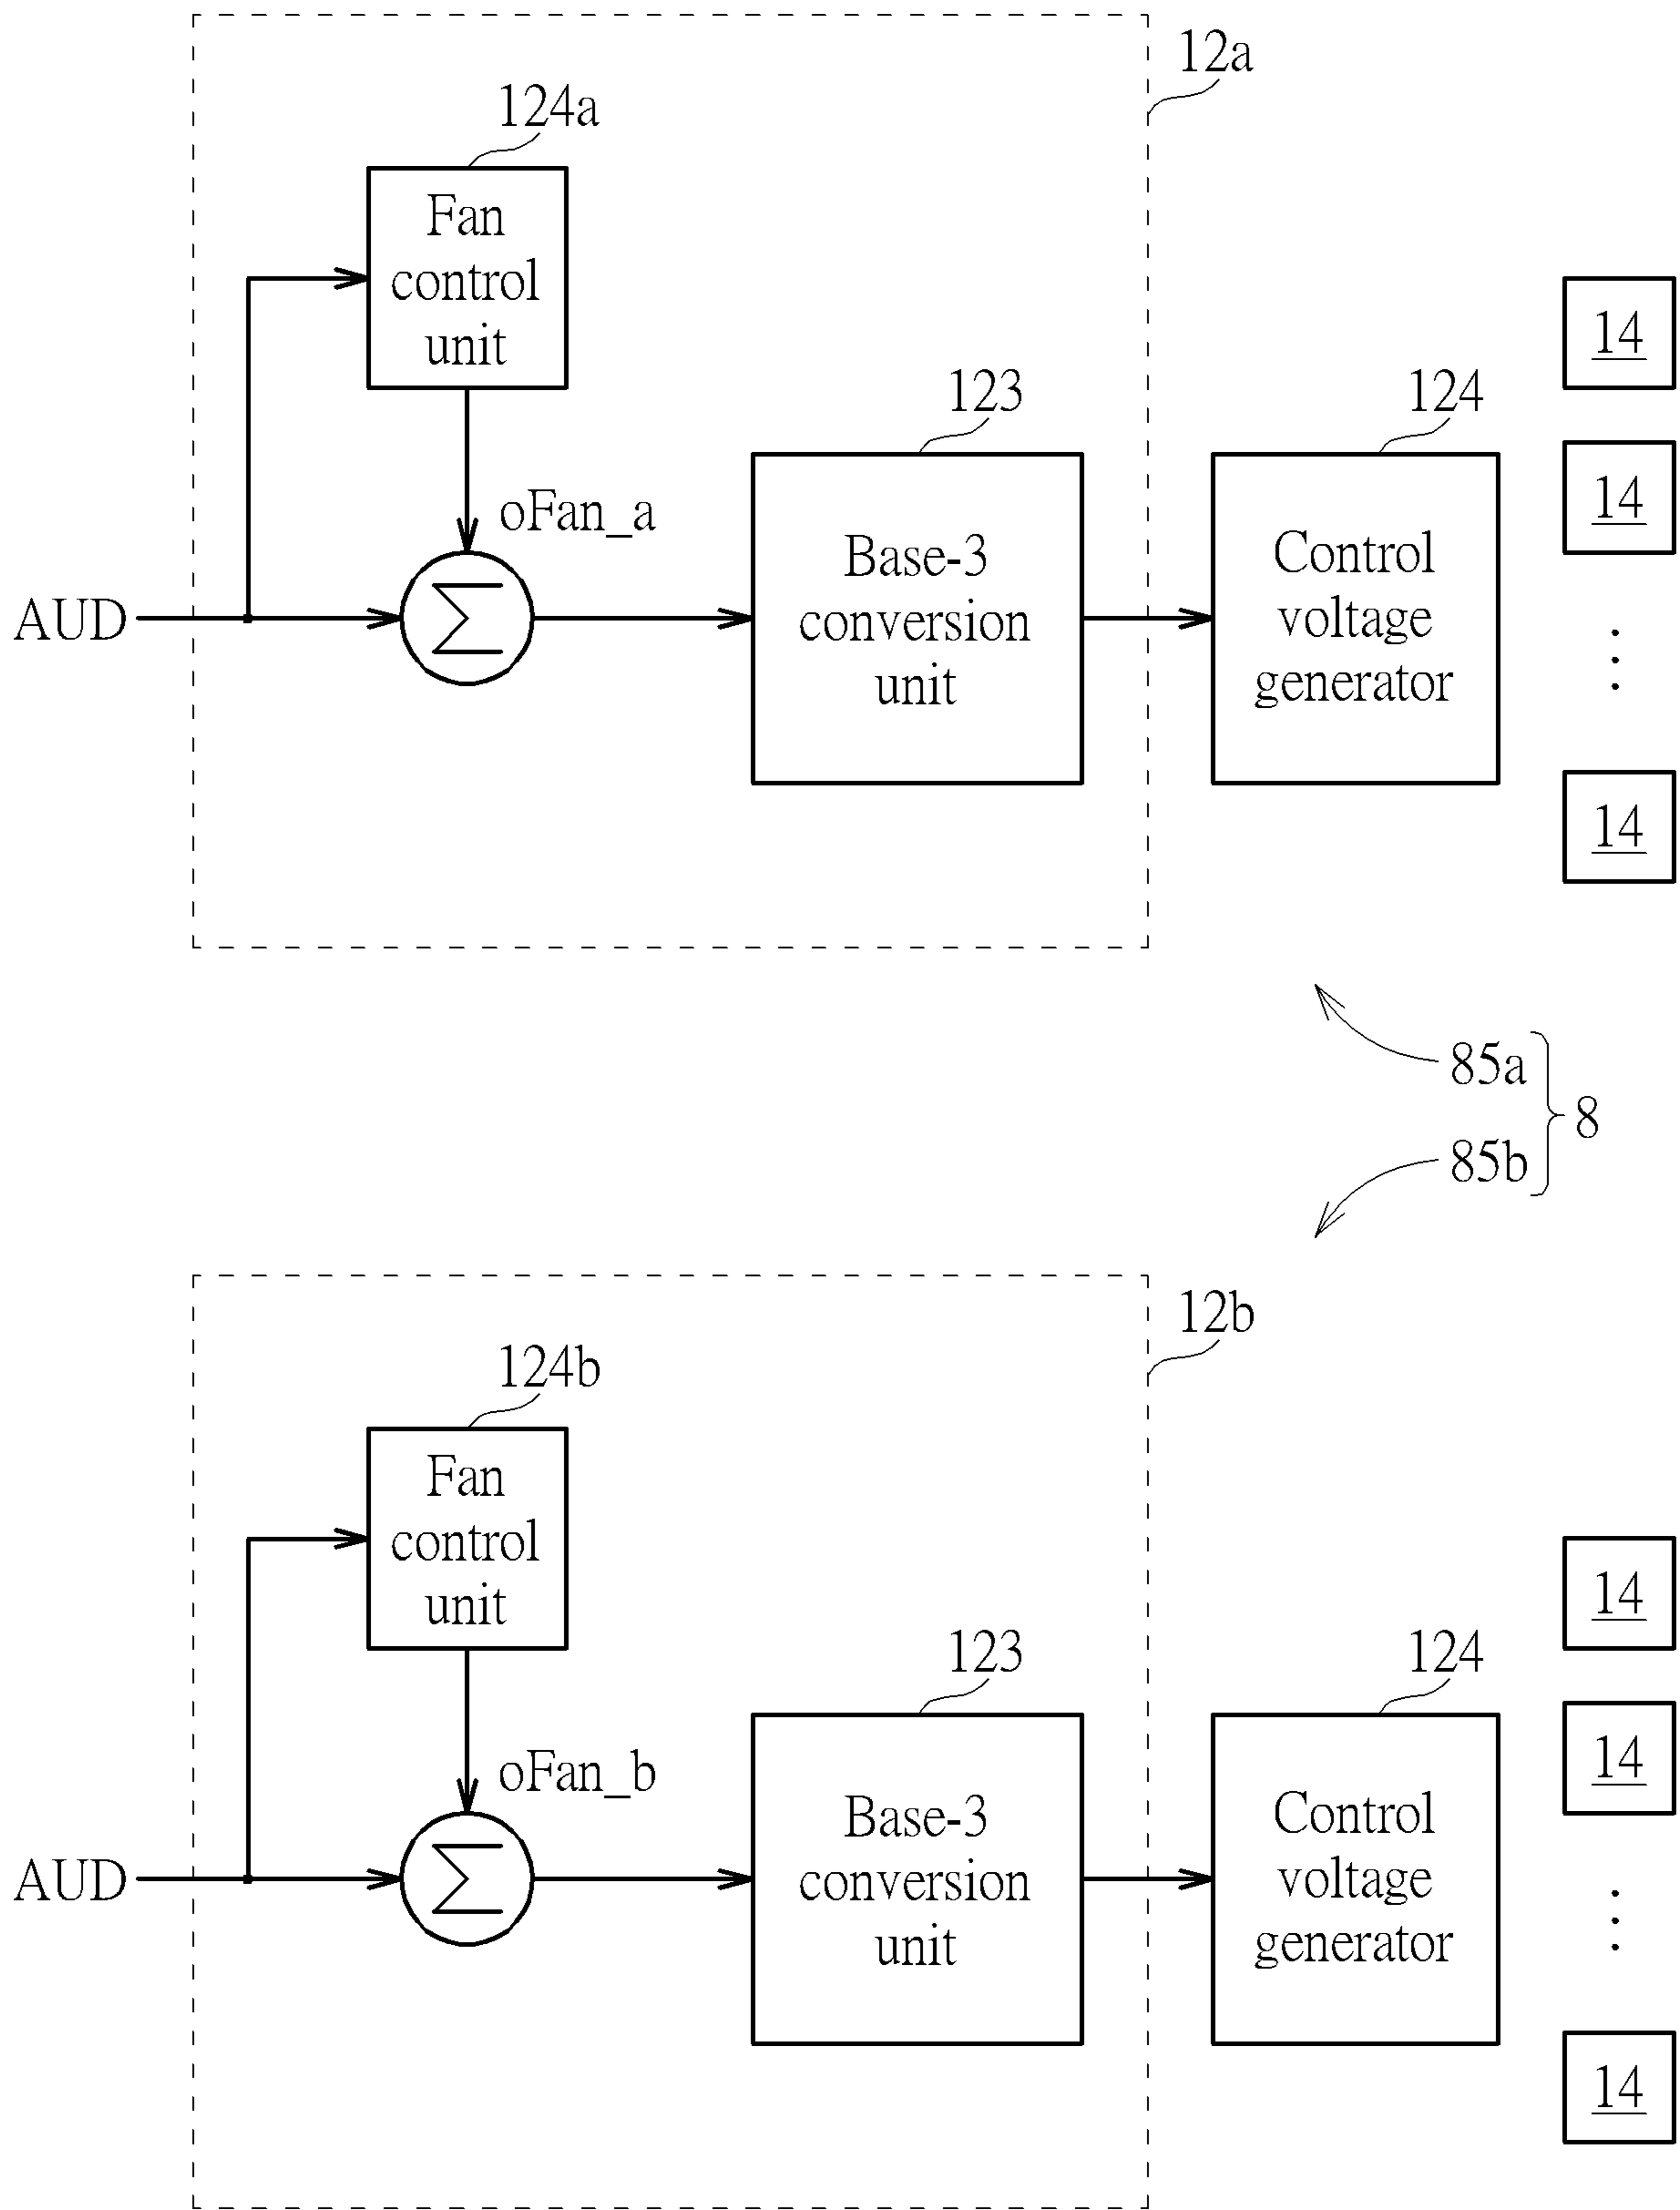 12a
124a
Fan
control
unit
14
123
124
14
oFan_a
Base-3
conversion
unit
Control
voltage
generator
AUD
Σ
14
85a
8
85b
12b
124b
Fan
control
unit
14
123
124
14
oFan_b
Base-3
conversion
unit
Control
voltage
generator
AUD
Σ
14